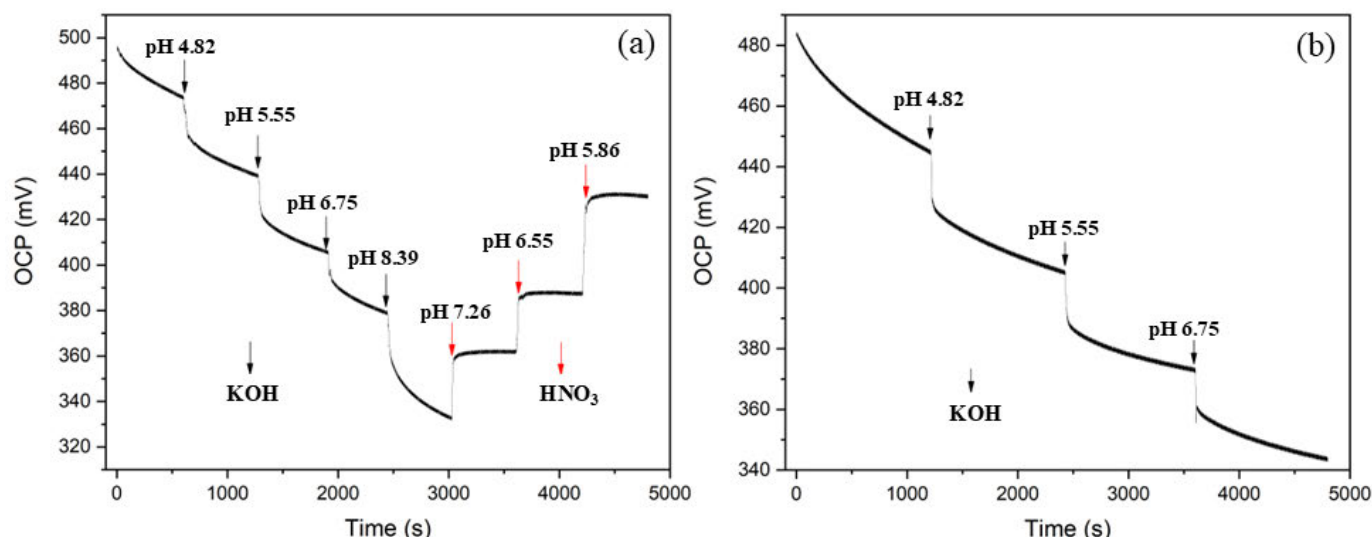 (a)
OCP (mV)
500
480
460
440
420
400
380
360
340
320
pH 4.82
pH 5.55
pH 6.75
pH 8.39
pH 7.26
pH 6.55
pH 5.86
KOH
HNO₃
0
1000
2000
3000
4000
5000
Time (s)
(b)
OCP (mV)
480
460
440
420
400
380
360
340
pH 4.82
pH 5.55
pH 6.75
KOH
0
1000
2000
3000
4000
5000
Time (s)